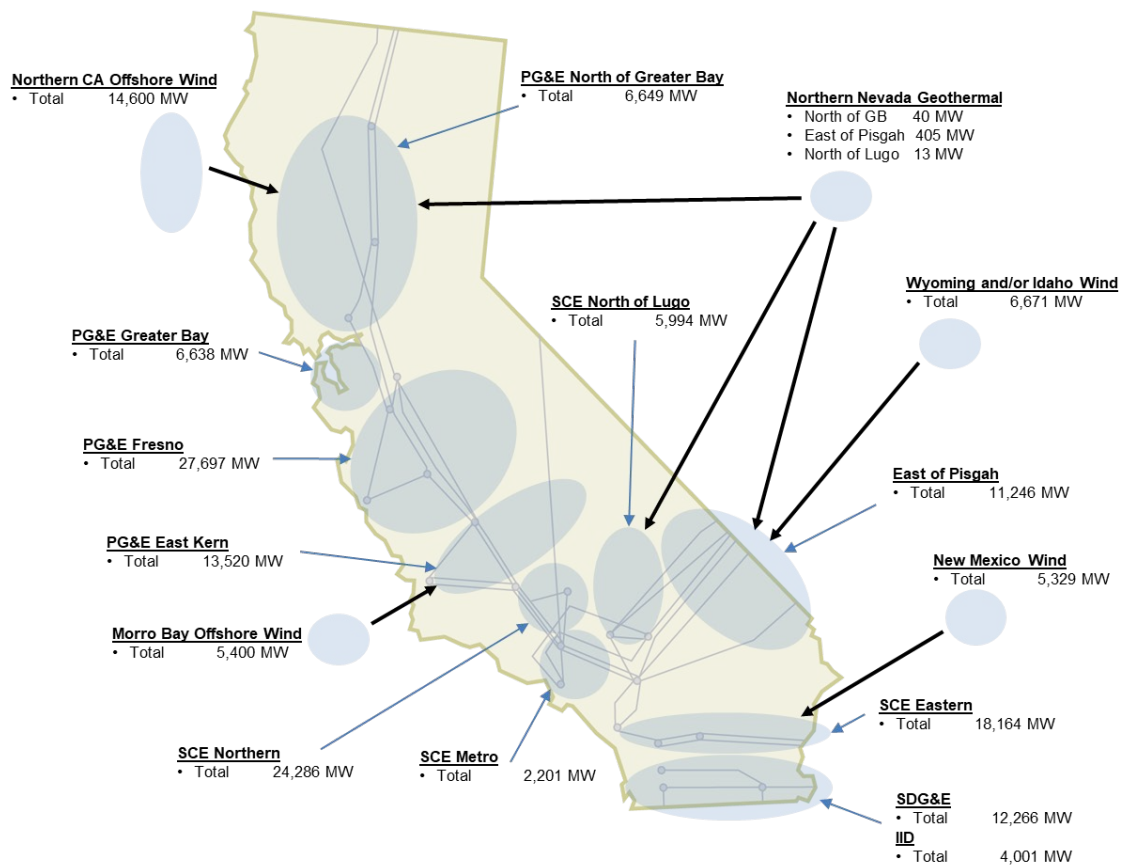 Northern CA Offshore Wind
• Total 14,600 MW
PG&E North of Greater Bay
• Total 6,649 MW
Northern Nevada Geothermal
• North of GB 40 MW
• East of Pisgah 405 MW
• North of Lugo 13 MW
Wyoming and/or Idaho Wind
• Total 6,671 MW
SCE North of Lugo
• Total 5,994 MW
PG&E Greater Bay
• Total 6,638 MW
PG&E Fresno
• Total 27,697 MW
East of Pisgah
• Total 11,246 MW
PG&E East Kern
• Total 13,520 MW
New Mexico Wind
• Total 5,329 MW
Morro Bay Offshore Wind
• Total 5,400 MW
SCE Eastern
• Total 18,164 MW
SCE Northern
• Total 24,286 MW
SCE Metro
• Total 2,201 MW
SDG&E
• Total 12,266 MW
IID
• Total 4,001 MW